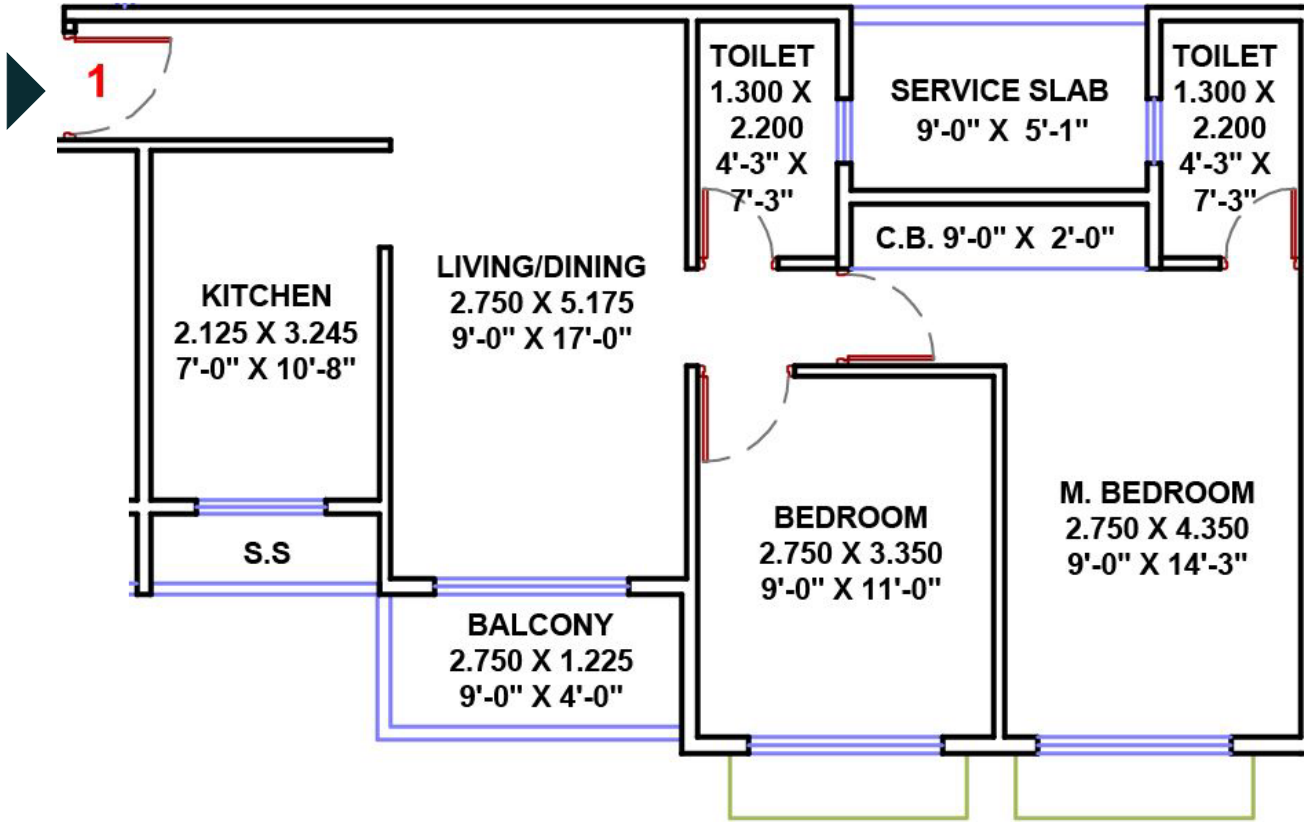 1
TOILET
1.300 X
2.200
4'-3" X
7'-3"
SERVICE SLAB
9'-0" X 5'-1"
TOILET
1.300 X
2.200
4'-3" X
7'-3"
C.B. 9'-0" X 2'-0"
KITCHEN
2.125 X 3.245
7'-0" X 10'-8"
LIVING/DINING
2.750 X 5.175
9'-0" X 17'-0"
S.S
BALCONY
2.750 X 1.225
9'-0" X 4'-0"
BEDROOM
2.750 X 3.350
9'-0" X 11'-0"
M. BEDROOM
2.750 X 4.350
9'-0" X 14'-3"